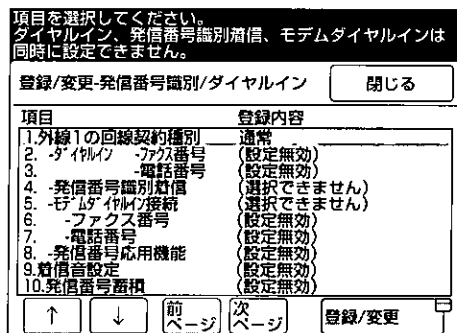 項目を選択してください。
ダイヤルイン、発信番号識別着信、モデムダイヤルインは
同時に設定できません。
登録/変更-発信番号識別/ダイヤルイン 閉じる
項目 登録内容
1.外線1の回線契約種別 通常
2. -ダイヤルイン -ファクス番号 (設定無効)
3. -電話番号 (設定無効)
4. -発信番号識別着信 (選択できません)
5. -モデムダイヤルイン接続 (選択できません)
6. -ファクス番号 (設定無効)
7. -電話番号 (設定無効)
8. -発信番号応用機能 (設定無効)
9.着信音設定 (設定無効)
10.発信番号蓄積 (設定無効)
↑ ↓ 前ページ 次ページ 登録/変更